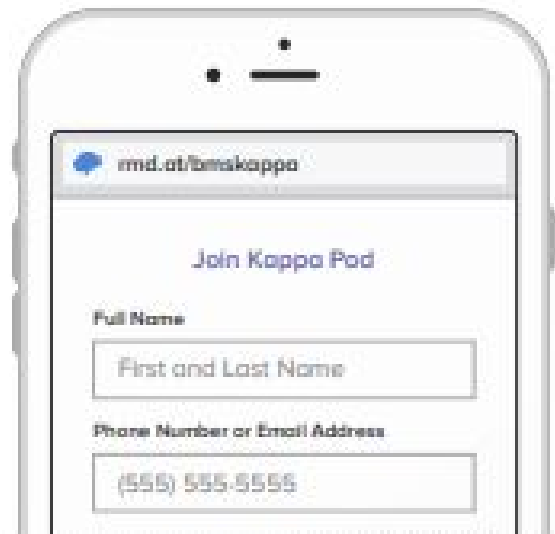 rmd.at/bmskappa
Join Kappa Pod
Full Name
First and Last Name
Phone Number or Email Address
(555) 555-5555